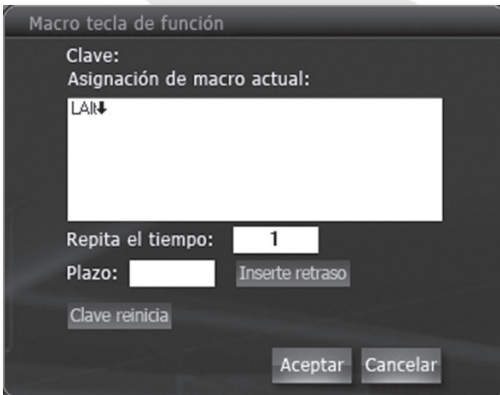 Macro tecla de función
Clave:
Asignación de macro actual:
LAlt⬇
Repita el tiempo: 1
Plazo: Inserte retraso
Clave reinicia
Aceptar Cancelar